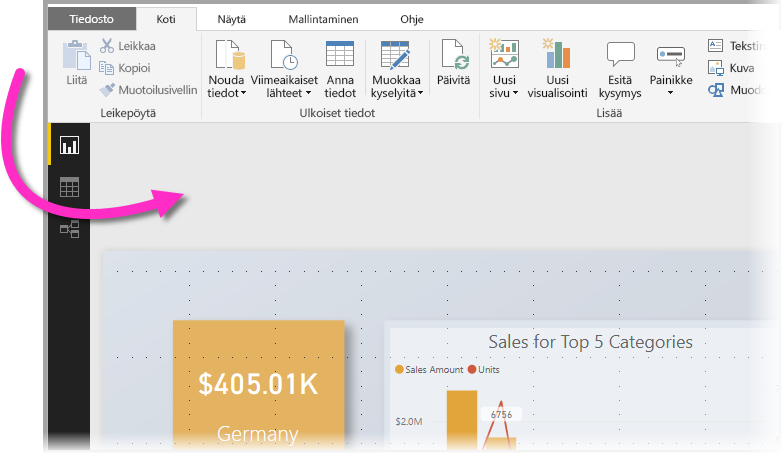 Tiedosto Koti Näytä Mallintaminen Ohje
Liitä
Leikkaa
Kopioi
Muotoilusivellin
Leikepöytä
Nouda
tiedot
Viimeaikaiset
lähteet
Anna
tiedot
Muokkaa
kyselyitä
Päivitä
Ulkoiset tiedot
Uusi
sivu
Uusi
visualisointi
Esitä
kysymys
Painikke
Kuva
Lisää
$405.01K
Germany
Sales for Top 5 Categories
Sales Amount Units
$2.0M
6756